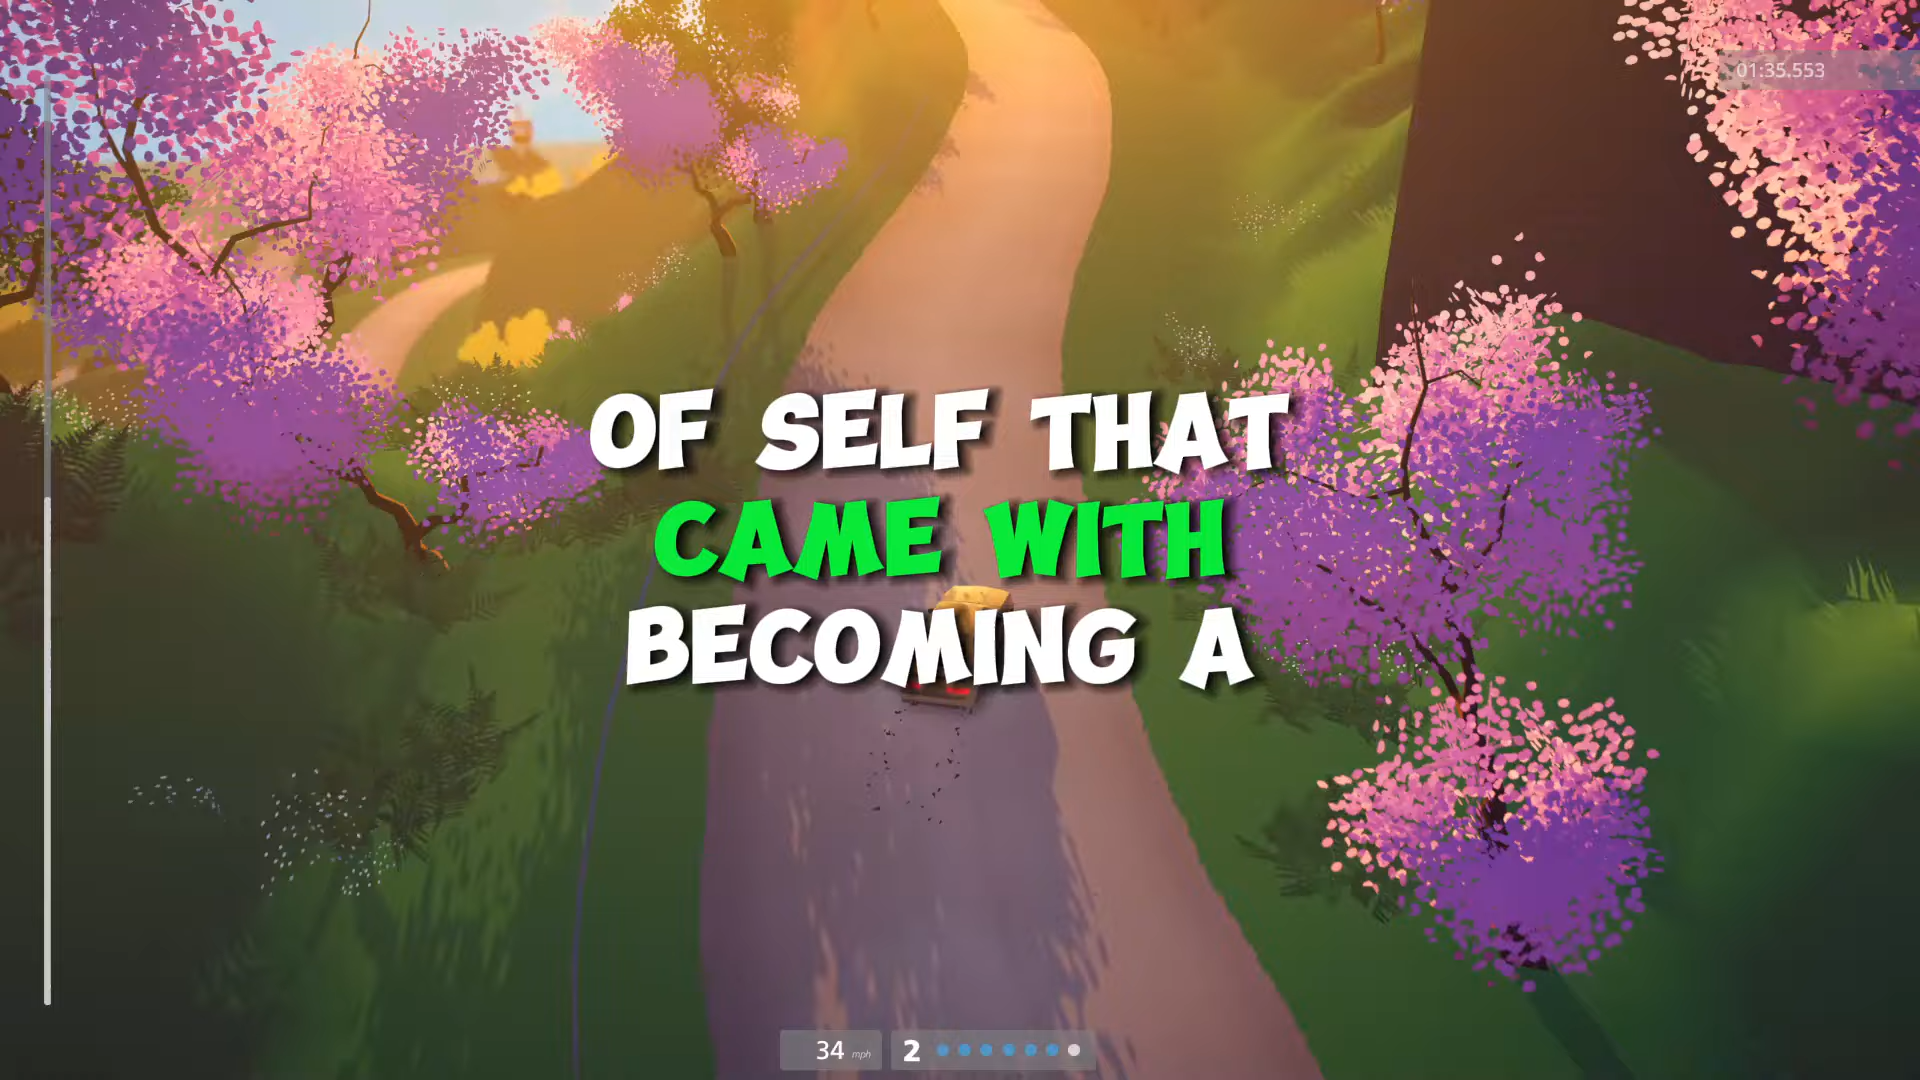 01:35.553
OF SELF THAT
CAME WITH
BECOMING A
34 mph 2